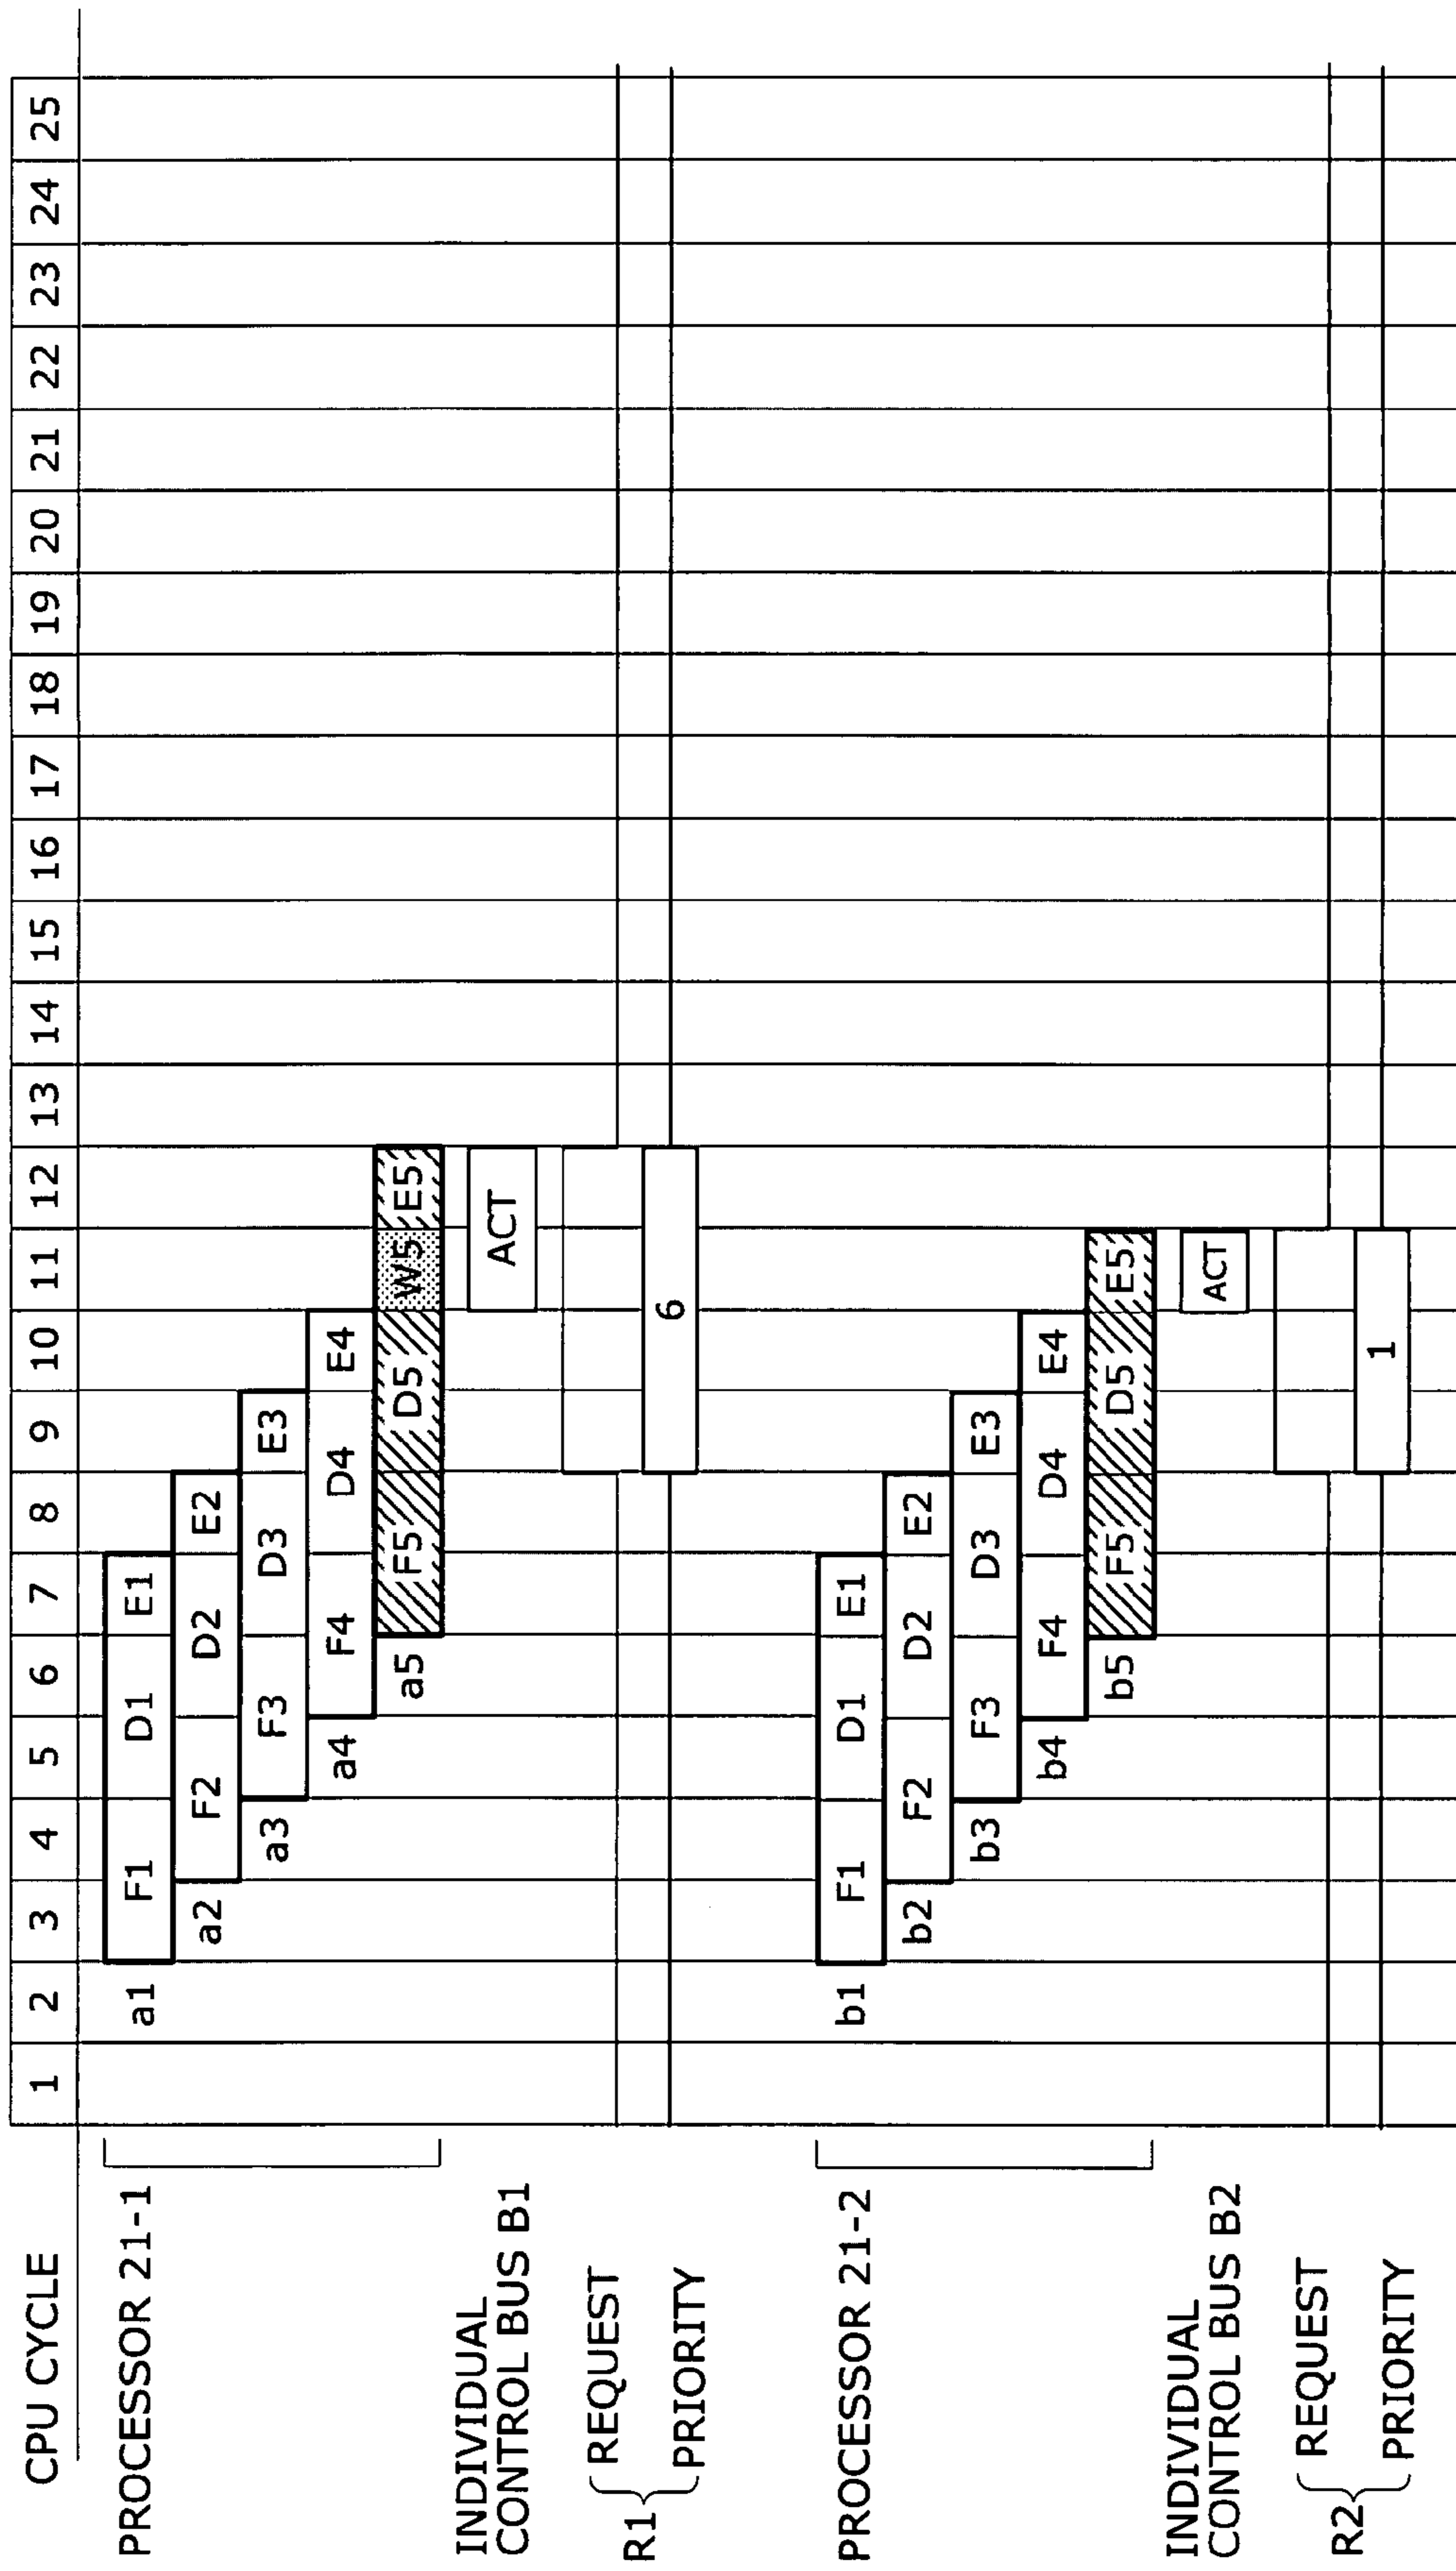 CPU CYCLE 1 2 3 4 5 6 7 8 9 10 11 12 13 14 15 16 17 18 19 20 21 22 23 24 25
PROCESSOR 21-1
a1 F1 D1 E1
a2 F2 D2 E2
a3 F3 D3 E3
a4 F4 D4 E4
a5 F5 D5 W5 E5
INDIVIDUAL
CONTROL BUS B1 ACT
R1
REQUEST
PRIORITY 6
PROCESSOR 21-2
b1 F1 D1 E1
b2 F2 D2 E2
b3 F3 D3 E3
b4 F4 D4 E4
b5 F5 D5 E5
INDIVIDUAL
CONTROL BUS B2 ACT
R2
REQUEST
PRIORITY 1